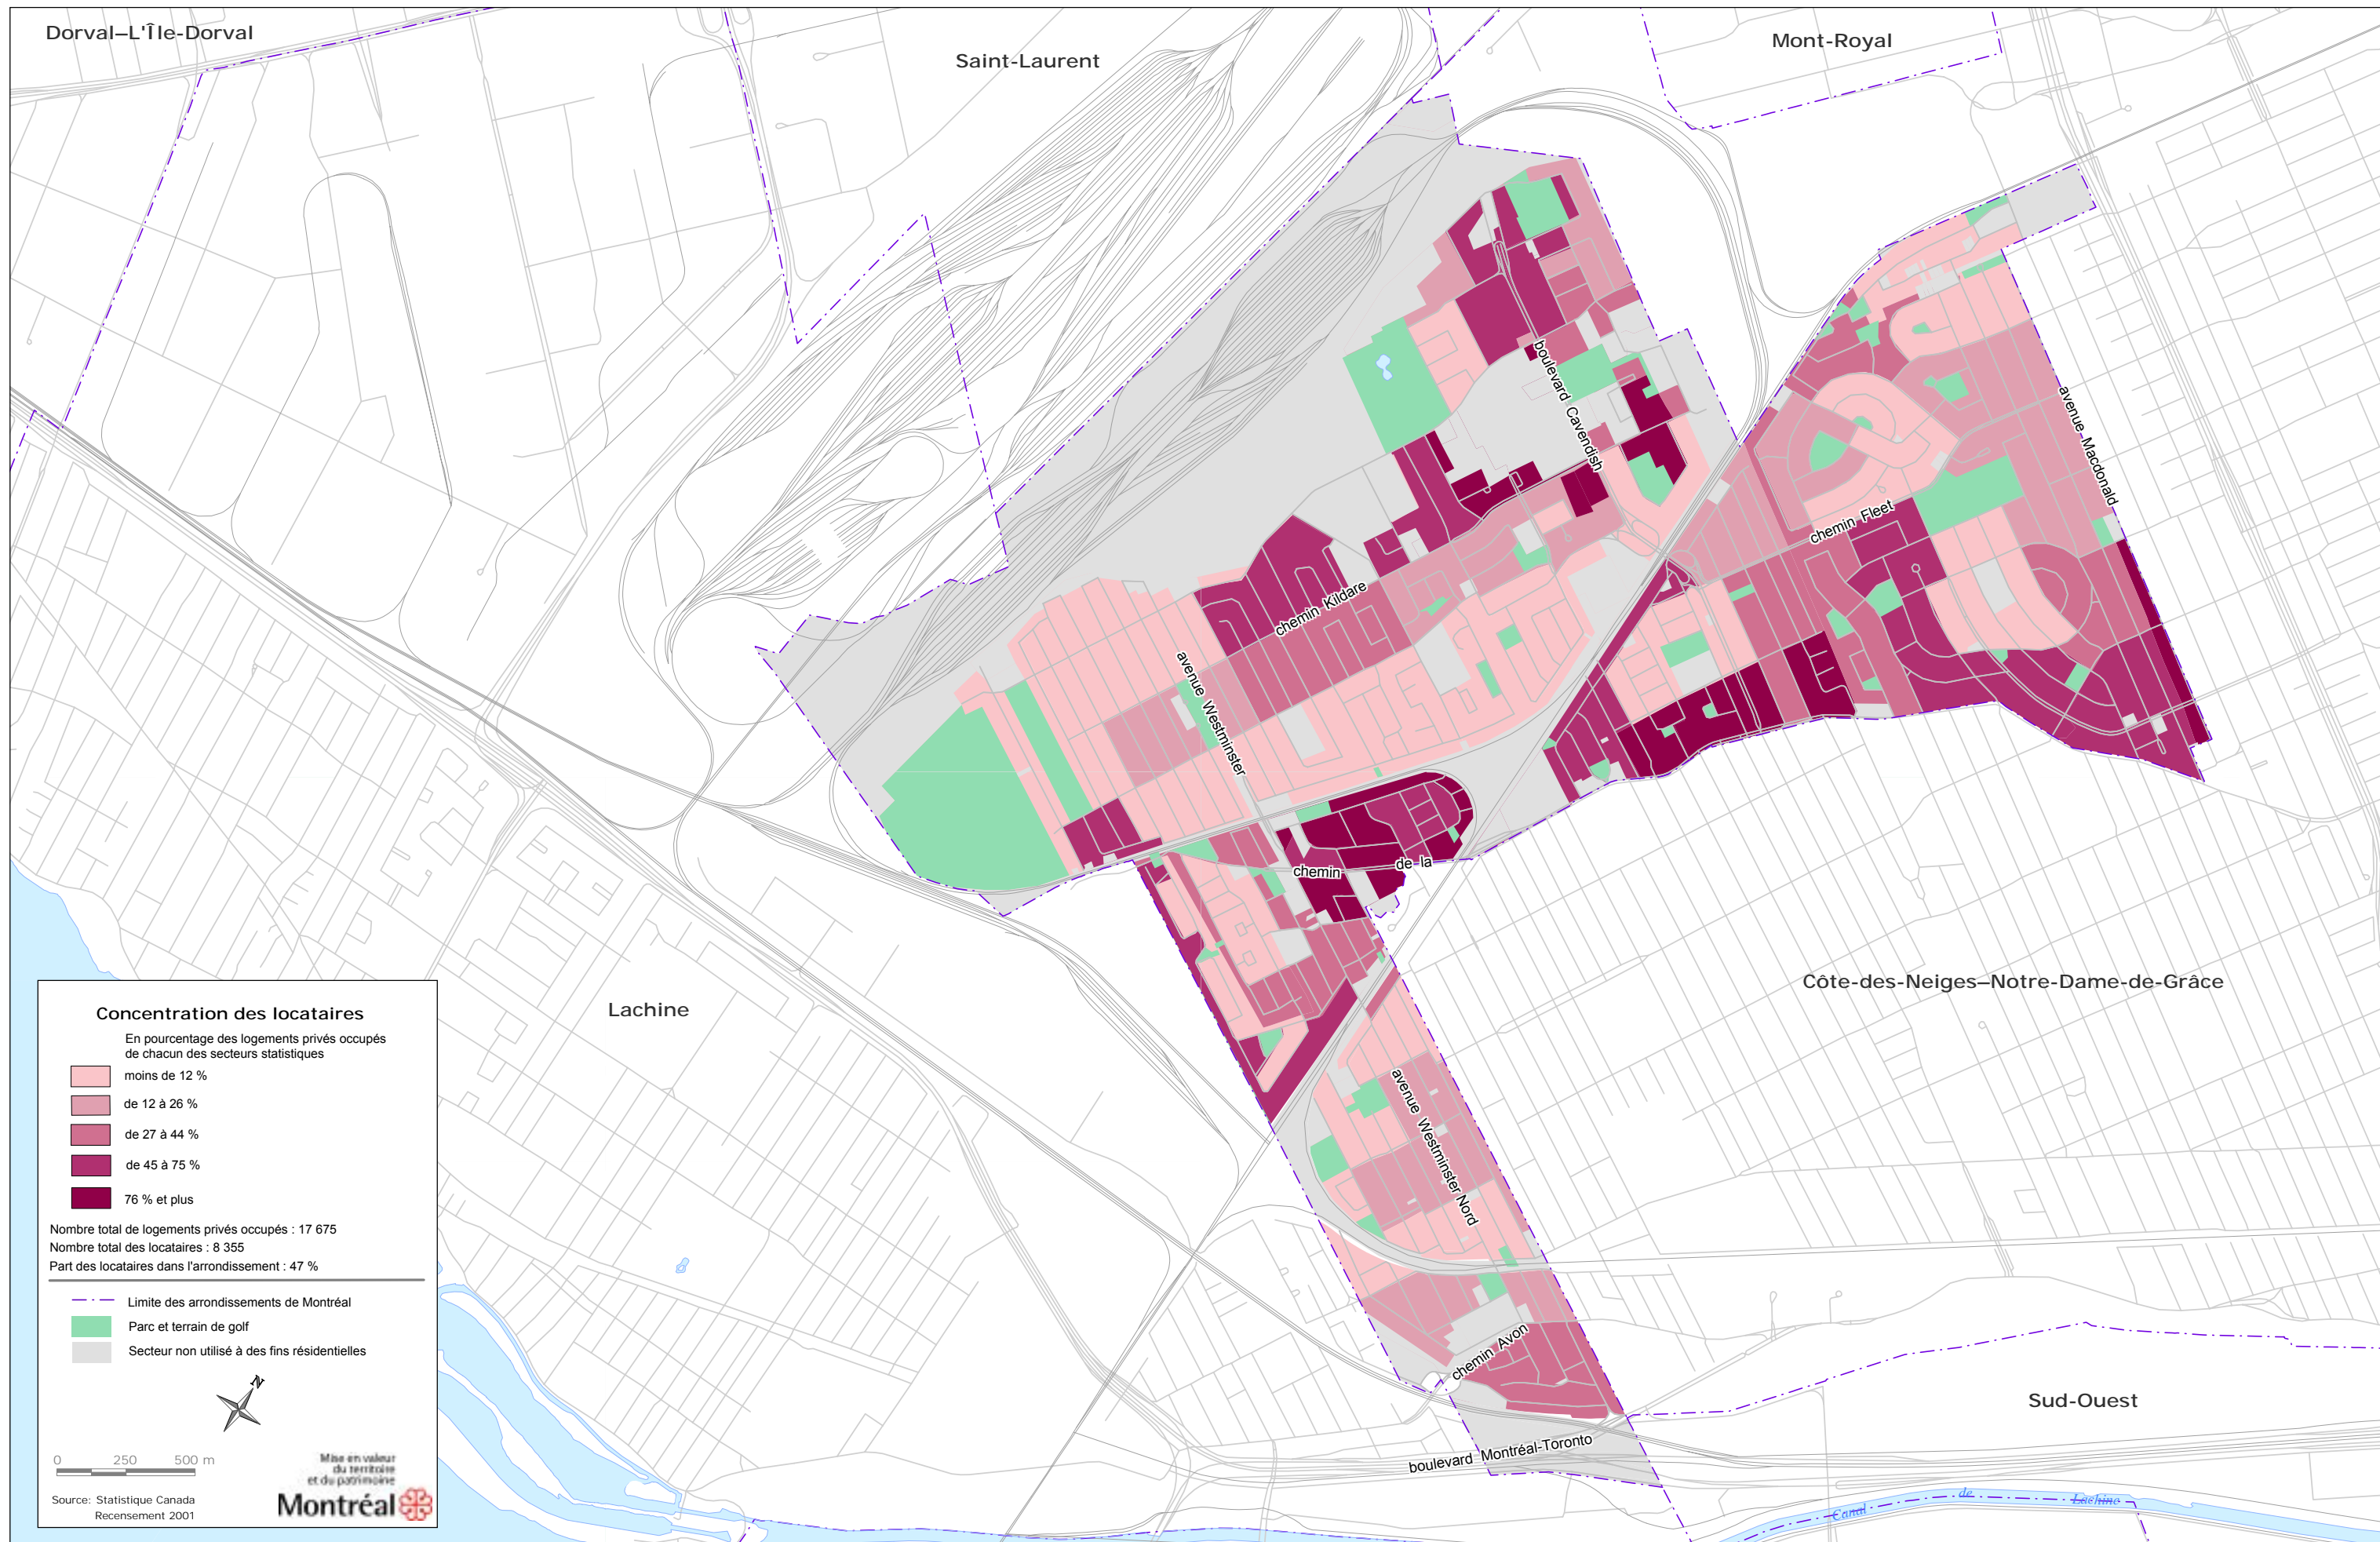 Dorval–L'Île-Dorval
Saint-Laurent
Mont-Royal
boulevard Cavendish
avenue Macdonald
chemin Fleet
chemin Kildare
avenue Westminster
chemin de la
Côte-des-Neiges–Notre-Dame-de-Grâce
Lachine
avenue Westminster Nord
chemin Avon
Sud-Ouest
boulevard Montréal-Toronto
Canal de Lachine
Concentration des locataires
En pourcentage des logements privés occupés
de chacun des secteurs statistiques
moins de 12 %
de 12 à 26 %
de 27 à 44 %
de 45 à 75 %
76 % et plus
Nombre total de logements privés occupés : 17 675
Nombre total des locataires : 8 355
Part des locataires dans l'arrondissement : 47 %
Limite des arrondissements de Montréal
Parc et terrain de golf
Secteur non utilisé à des fins résidentielles
N
0 250 500 m
Mise en valeur
du territoire
et du patrimoine
Montréal
Source: Statistique Canada
Recensement 2001